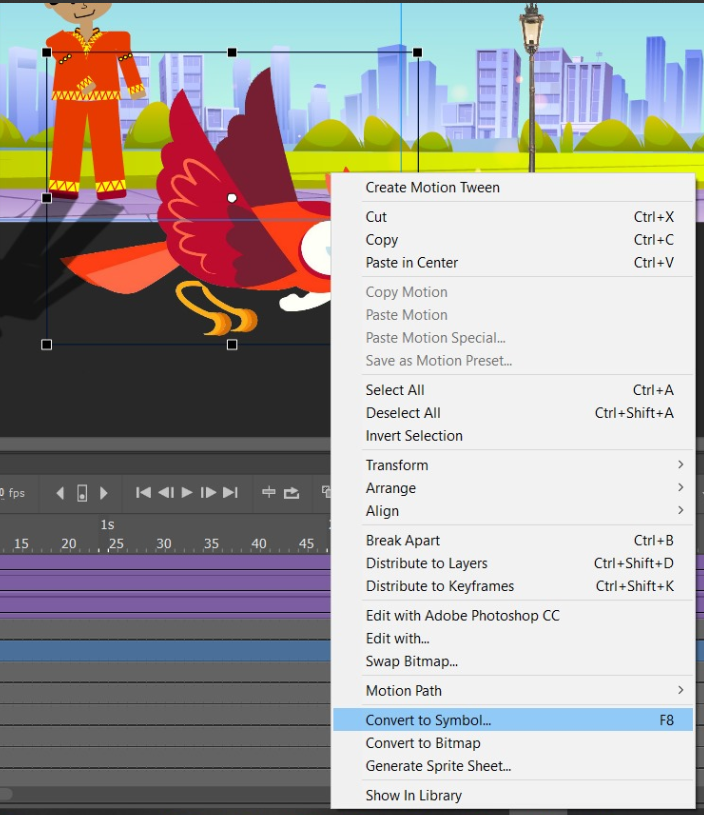 Create Motion Tween
Cut Ctrl+X
Copy Ctrl+C
Paste in Center Ctrl+V
Copy Motion
Paste Motion
Paste Motion Special...
Save as Motion Preset...
Select All Ctrl+A
Deselect All Ctrl+Shift+A
Invert Selection
Transform
Arrange
Align
Break Apart Ctrl+B
Distribute to Layers Ctrl+Shift+D
Distribute to Keyframes Ctrl+Shift+K
Edit with Adobe Photoshop CC
Edit with...
Swap Bitmap...
Motion Path
Convert to Symbol... F8
Convert to Bitmap
Generate Sprite Sheet...
Show In Library
fps
1s
15 20 25 30 35 40 45